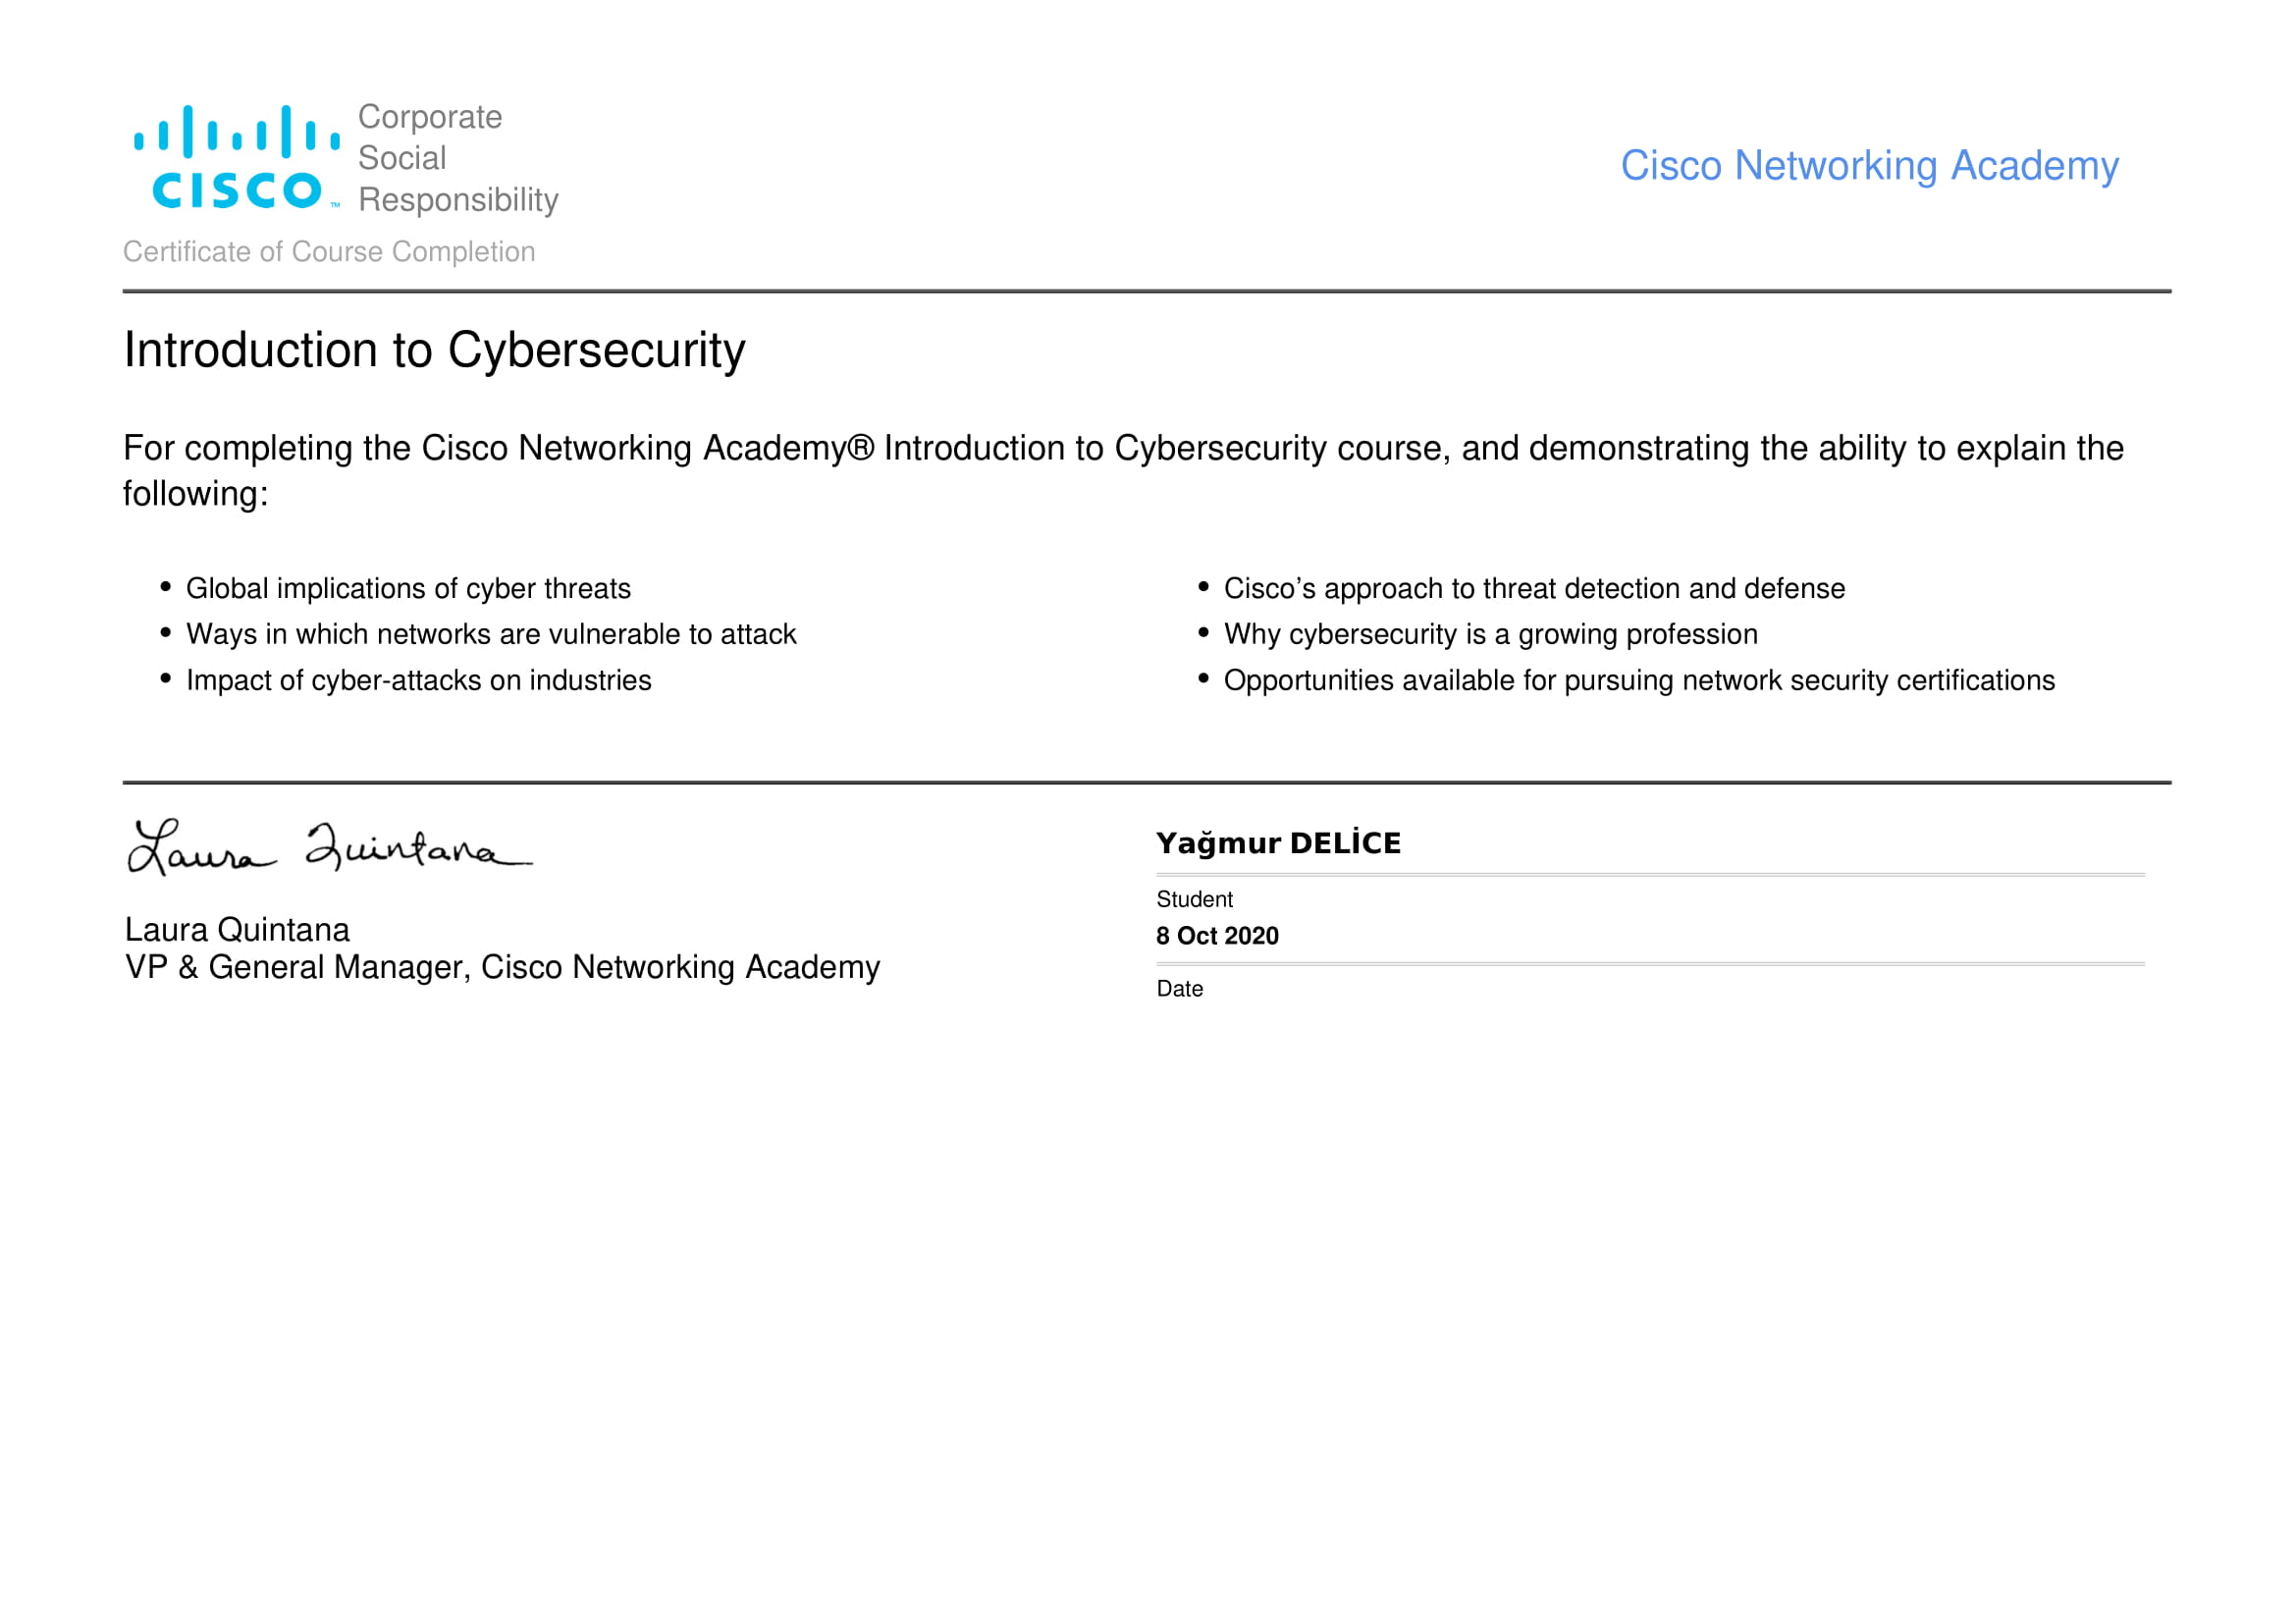 Corporate
Social
Responsibility
CISCO™
Cisco Networking Academy
Certificate of Course Completion
Introduction to Cybersecurity
For completing the Cisco Networking Academy® Introduction to Cybersecurity course, and demonstrating the ability to explain the
following:
• Global implications of cyber threats
• Ways in which networks are vulnerable to attack
• Impact of cyber-attacks on industries
• Cisco’s approach to threat detection and defense
• Why cybersecurity is a growing profession
• Opportunities available for pursuing network security certifications
Laura Quintana
Laura Quintana
VP & General Manager, Cisco Networking Academy
Yağmur DELİCE
Student
8 Oct 2020
Date